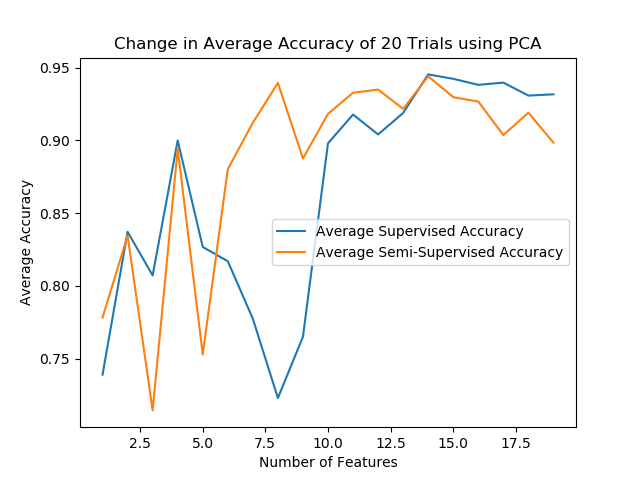 Change in Average Accuracy of 20 Trials using PCA
0.95
0.90
0.85
0.80
0.75
Average Accuracy
Average Supervised Accuracy
Average Semi-Supervised Accuracy
2.5 5.0 7.5 10.0 12.5 15.0 17.5
Number of Features